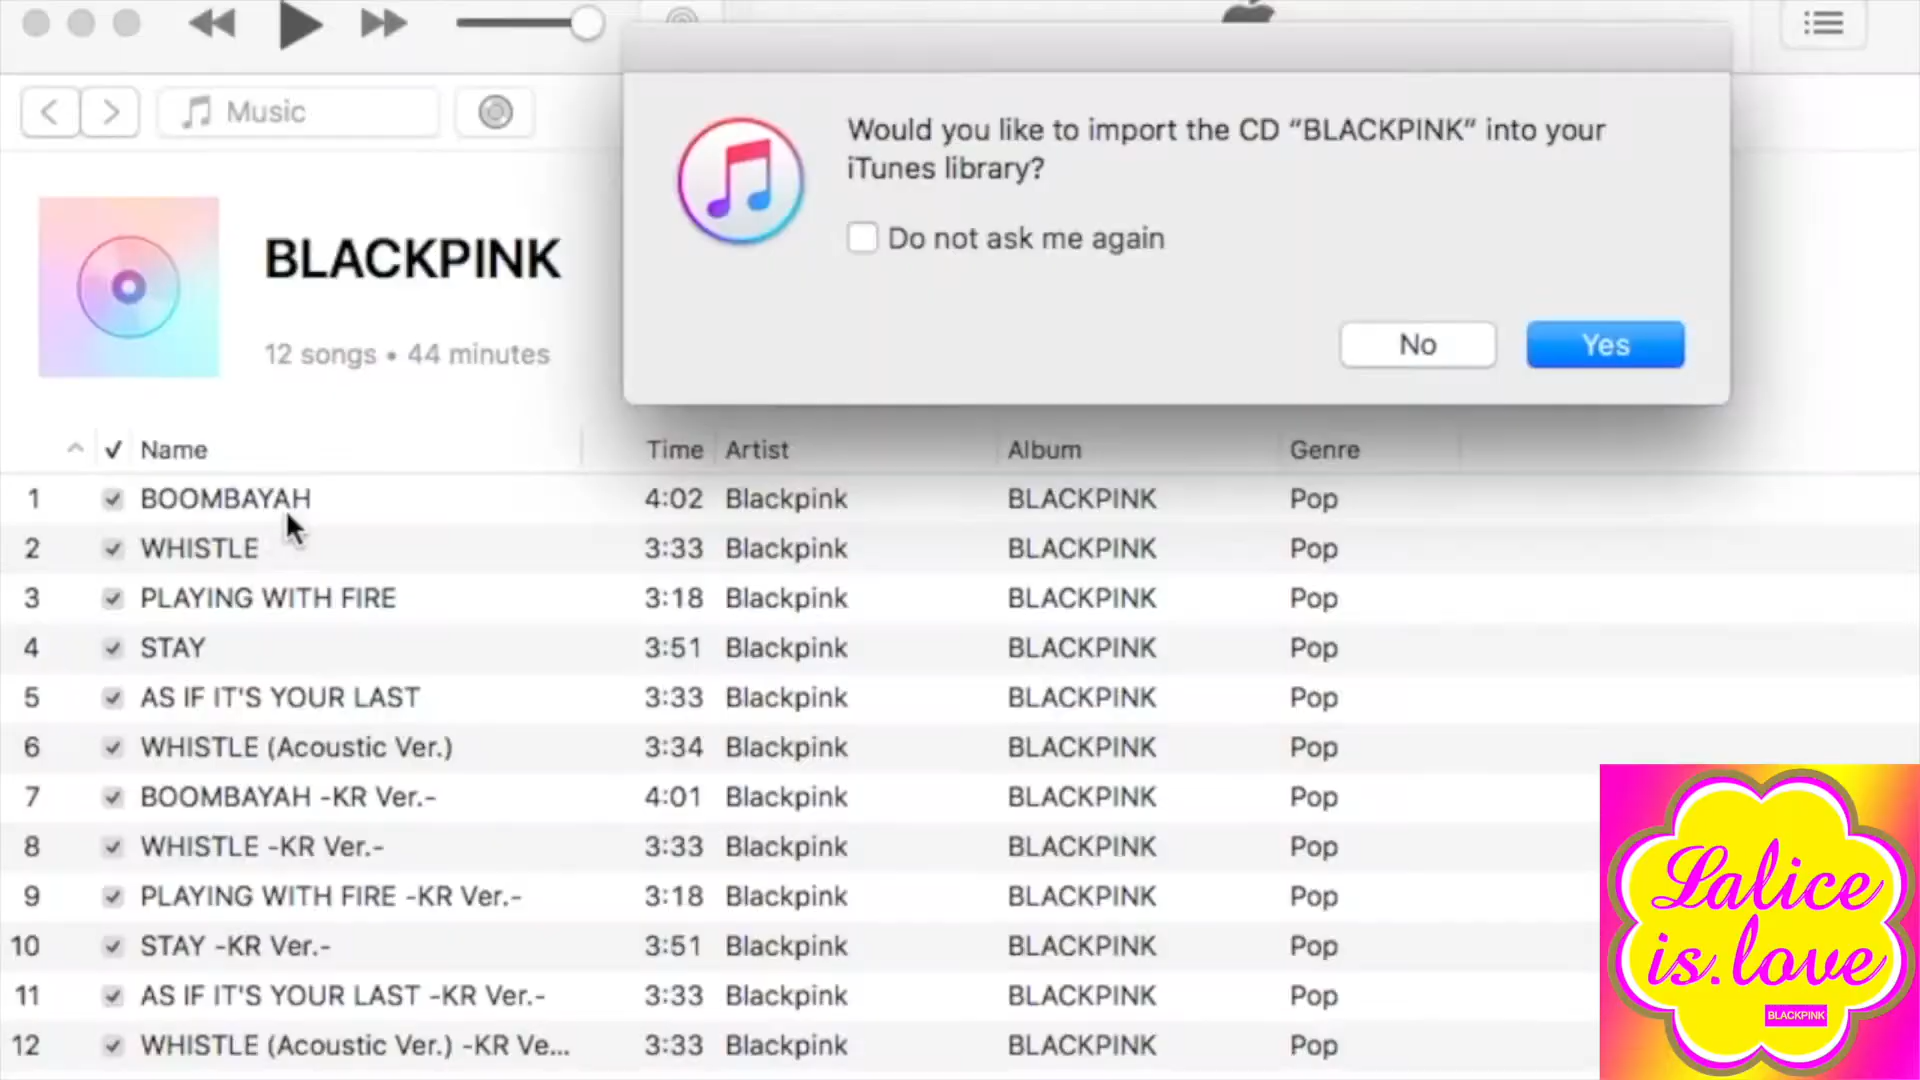 Music
Would you like to import the CD “BLACKPINK” into your
iTunes library?
Do not ask me again
No Yes
BLACKPINK
12 songs • 44 minutes
Name Time Artist Album Genre
1 BOOMBAYAH 4:02 Blackpink BLACKPINK Pop
2 WHISTLE 3:33 Blackpink BLACKPINK Pop
3 PLAYING WITH FIRE 3:18 Blackpink BLACKPINK Pop
4 STAY 3:51 Blackpink BLACKPINK Pop
5 AS IF IT'S YOUR LAST 3:33 Blackpink BLACKPINK Pop
6 WHISTLE (Acoustic Ver.) 3:34 Blackpink BLACKPINK Pop
7 BOOMBAYAH -KR Ver.- 4:01 Blackpink BLACKPINK Pop
8 WHISTLE -KR Ver.- 3:33 Blackpink BLACKPINK Pop
9 PLAYING WITH FIRE -KR Ver.- 3:18 Blackpink BLACKPINK Pop
10 STAY -KR Ver.- 3:51 Blackpink BLACKPINK Pop
11 AS IF IT'S YOUR LAST -KR Ver.- 3:33 Blackpink BLACKPINK Pop
12 WHISTLE (Acoustic Ver.) -KR Ve... 3:33 Blackpink BLACKPINK Pop
Lalice
is.love
BLACKPINK